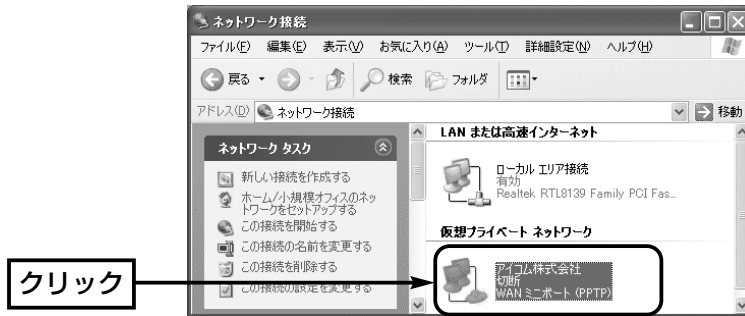 ネットワーク接続
ファイル(F) 編集(E) 表示(V) お気に入り(A) ツール(T) 詳細設定(N) ヘルプ(H)
戻る 検索 フォルダ
アドレス(D) ネットワーク接続 移動
ネットワーク タスク
新しい接続を作成する
ホーム/小規模オフィスのネッ
トワークをセットアップする
この接続を開始する
この接続の名前を変更する
この接続を削除する
この接続の設定を変更する
LAN または高速インターネット
ローカル エリア接続
有効
Realtek RTL8139 Family PCI Fas...
仮想プライベート ネットワーク
アイコム株式会社
切断
WAN ミニポート (PPTP)
クリック